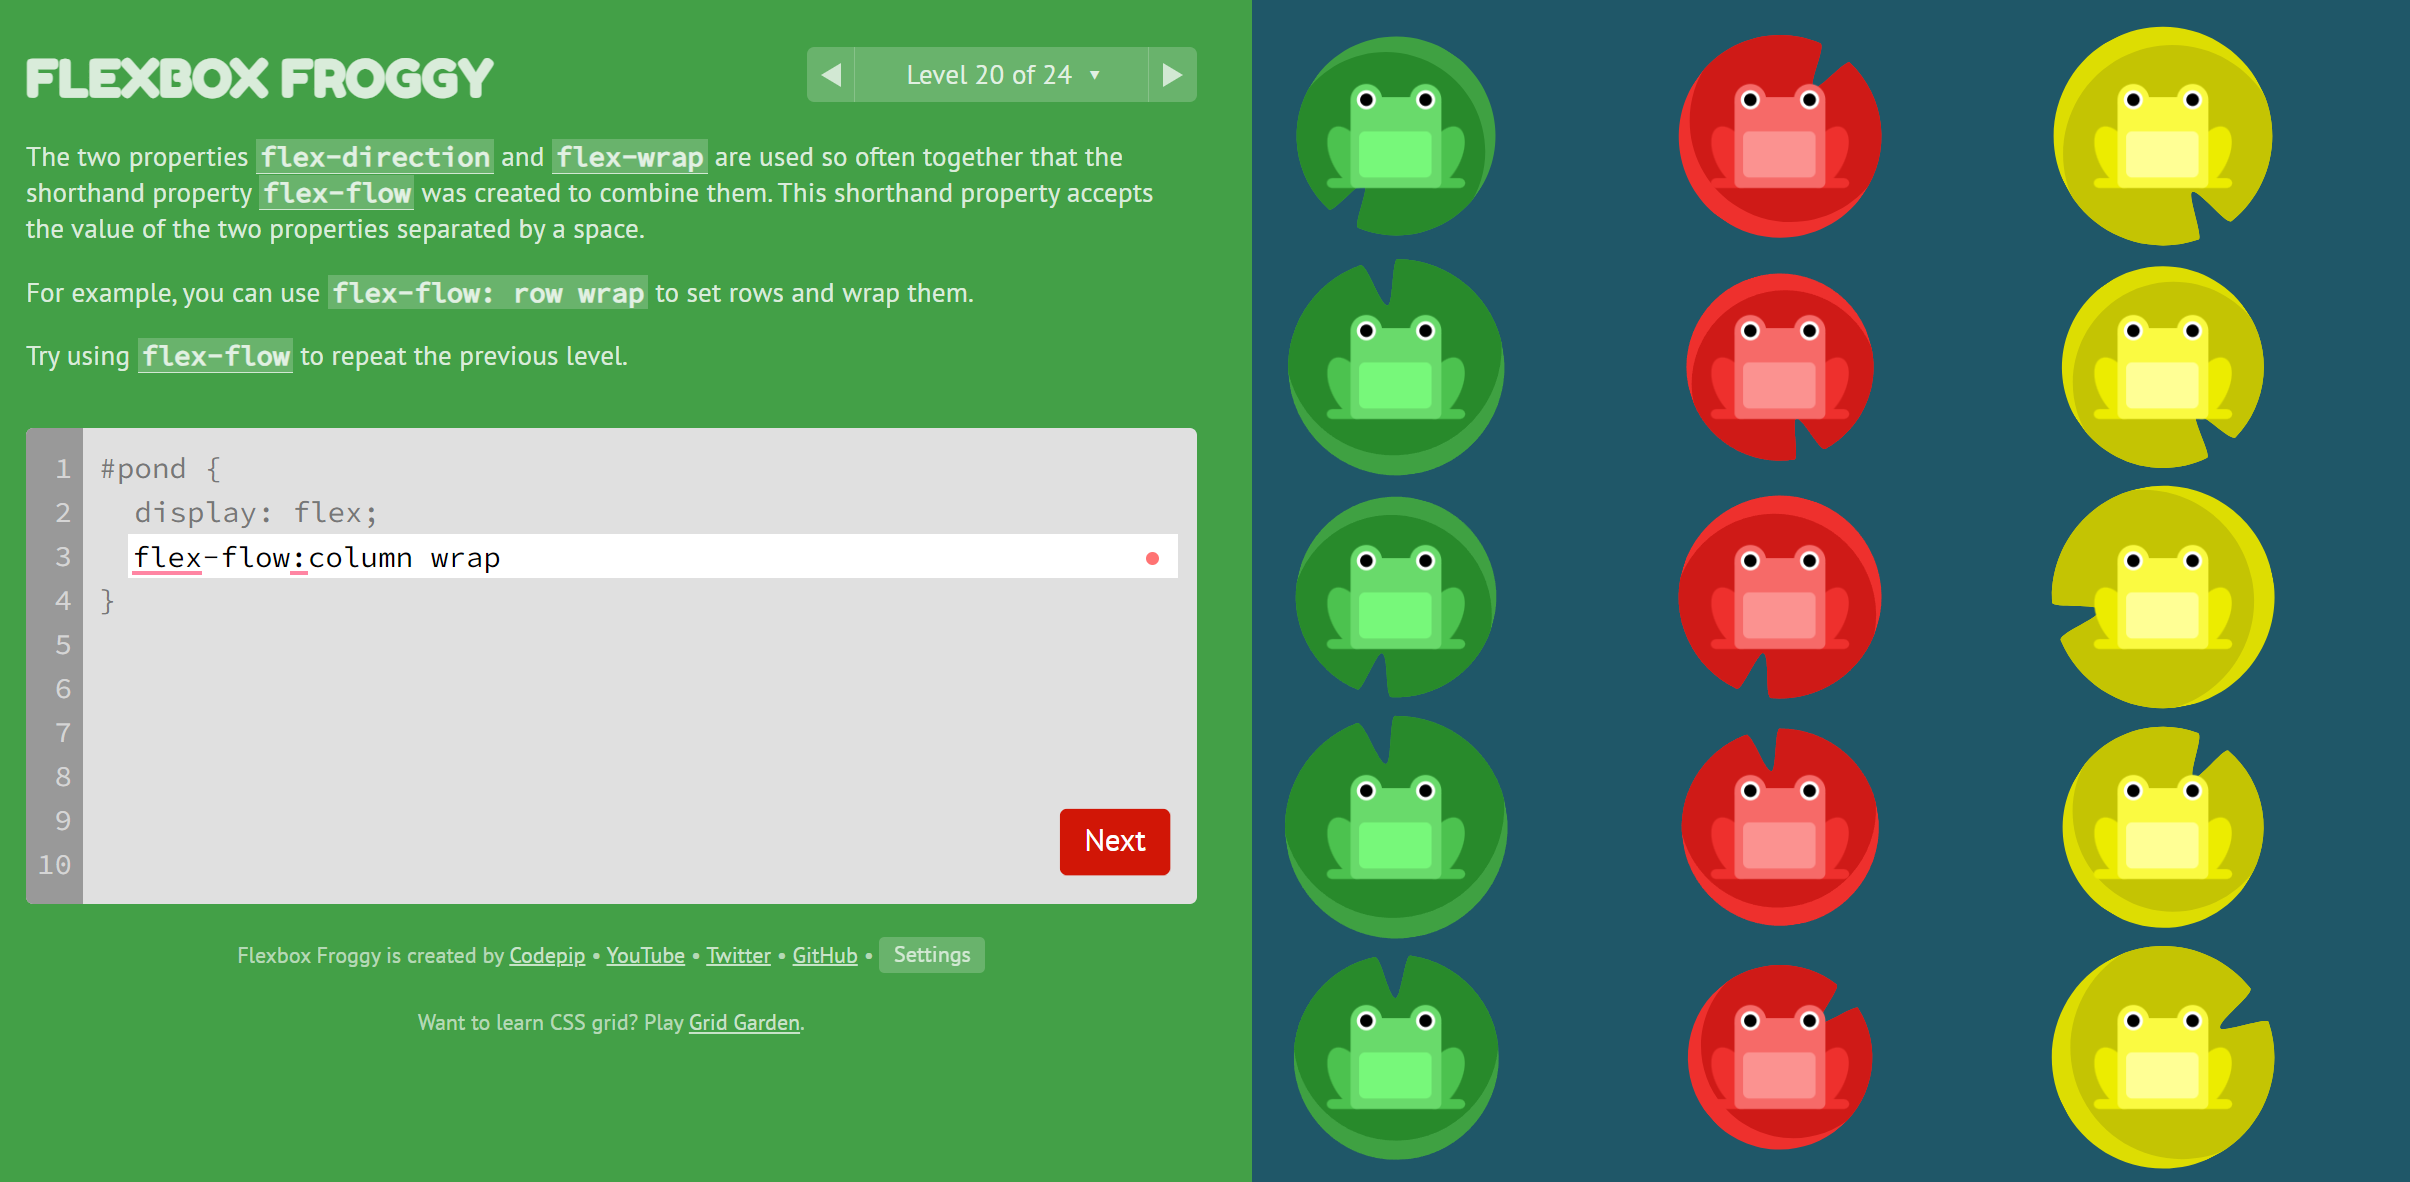 FLEXBOX FROGGY
Level 20 of 24 ▼
The two properties flex-direction and flex-wrap are used so often together that the
shorthand property flex-flow was created to combine them. This shorthand property accepts
the value of the two properties separated by a space.
For example, you can use flex-flow: row wrap to set rows and wrap them.
Try using flex-flow to repeat the previous level.
1 #pond {
2 display: flex;
3 flex-flow:column wrap
4 }
5
6
7
8
9
10
Next
Flexbox Froggy is created by Codepip • YouTube • Twitter • GitHub • Settings
Want to learn CSS grid? Play Grid Garden.